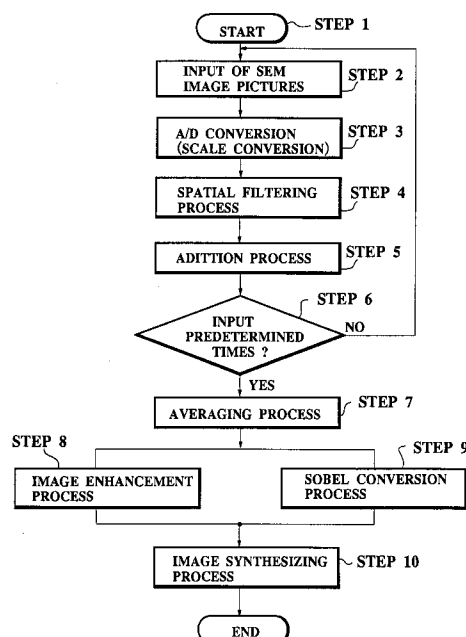 START
STEP 1
INPUT OF SEM
IMAGE PICTURES
STEP 2
A/D CONVERSION
(SCALE CONVERSION)
STEP 3
SPATIAL FILTERING
PROCESS
STEP 4
ADITTION PROCESS
STEP 5
STEP 6
INPUT
PREDETERMINED
TIMES ?
NO
YES
AVERAGING PROCESS
STEP 7
STEP 8
IMAGE ENHANCEMENT
PROCESS
STEP 9
SOBEL CONVERSION
PROCESS
IMAGE SYNTHESIZING
PROCESS
STEP 10
END